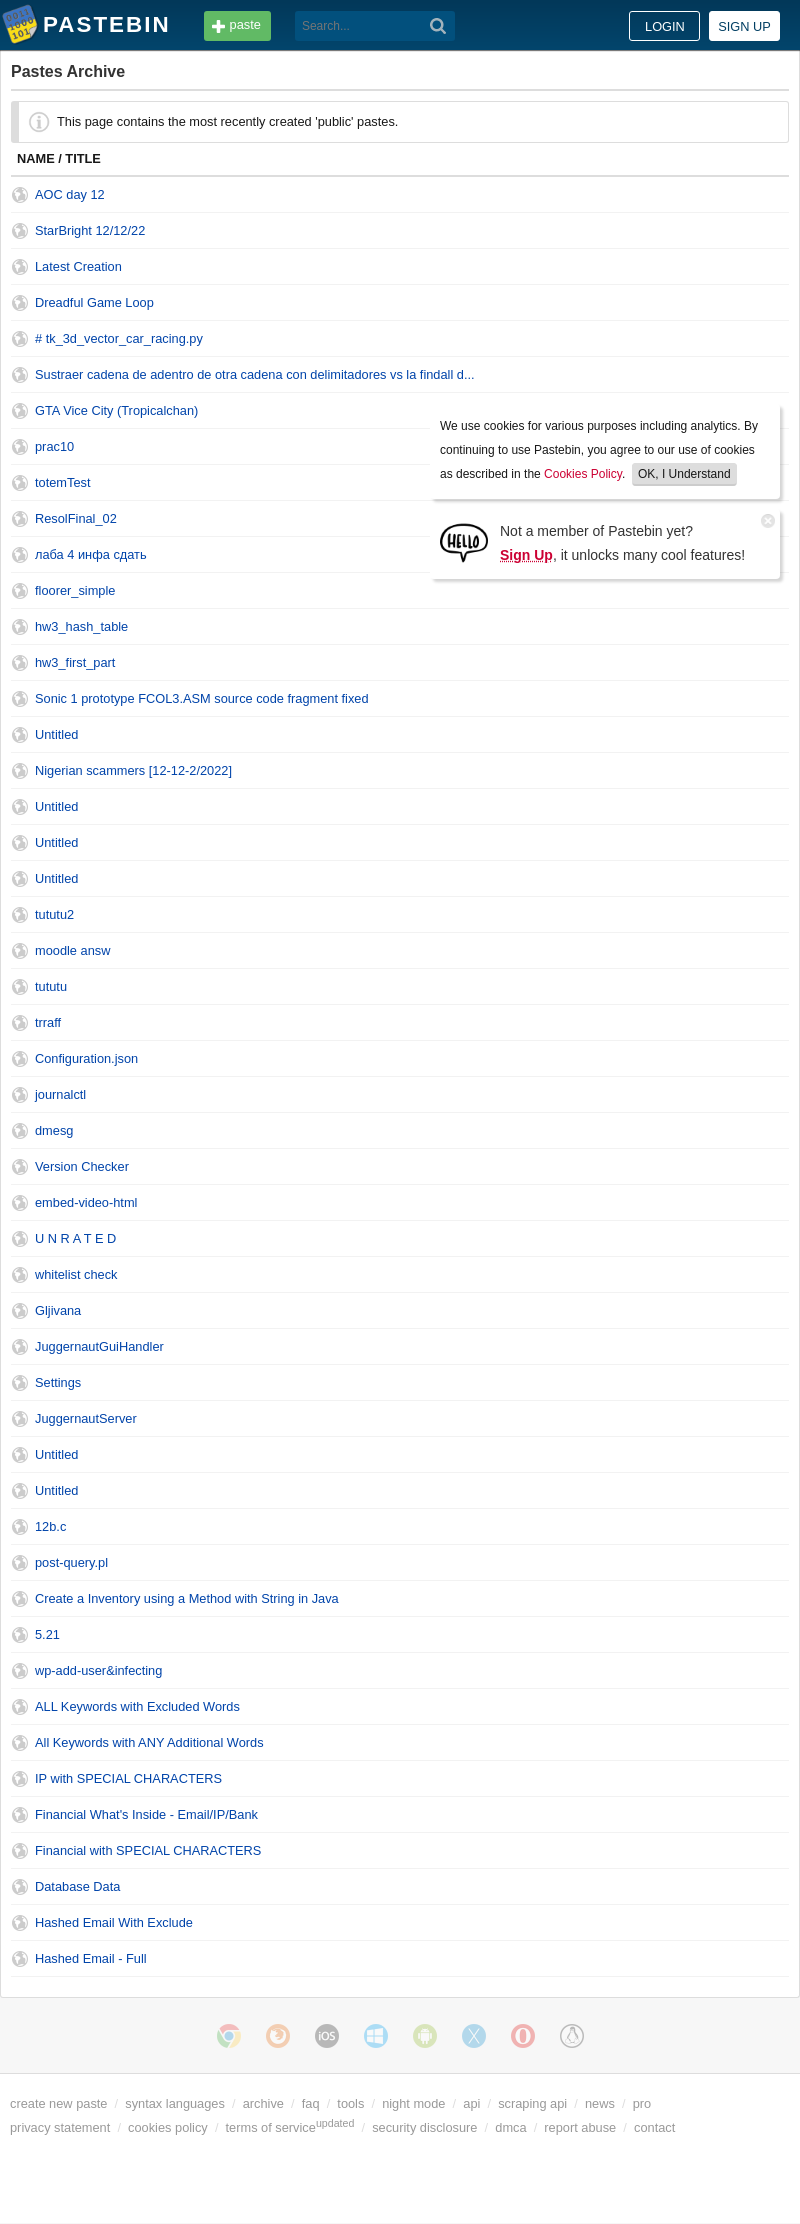 PASTEBIN
paste
Search...
LOGIN
SIGN UP
Pastes Archive
This page contains the most recently created 'public' pastes.
NAME / TITLE
AOC day 12
StarBright 12/12/22
Latest Creation
Dreadful Game Loop
# tk_3d_vector_car_racing.py
Sustraer cadena de adentro de otra cadena con delimitadores vs la findall d...
GTA Vice City (Tropicalchan)
prac10
totemTest
ResolFinal_02
лаба 4 инфа сдать
floorer_simple
We use cookies for various purposes including analytics. By
continuing to use Pastebin, you agree to our use of cookies
as described in the Cookies Policy. OK, I Understand
HELLO
Not a member of Pastebin yet?
Sign Up, it unlocks many cool features!
hw3_hash_table
hw3_first_part
Sonic 1 prototype FCOL3.ASM source code fragment fixed
Untitled
Nigerian scammers [12-12-2/2022]
Untitled
Untitled
Untitled
tututu2
moodle answ
tututu
trraff
Configuration.json
journalctl
dmesg
Version Checker
embed-video-html
U N R A T E D
whitelist check
Gljivana
JuggernautGuiHandler
Settings
JuggernautServer
Untitled
Untitled
12b.c
post-query.pl
Create a Inventory using a Method with String in Java
5.21
wp-add-user&infecting
ALL Keywords with Excluded Words
All Keywords with ANY Additional Words
IP with SPECIAL CHARACTERS
Financial What's Inside - Email/IP/Bank
Financial with SPECIAL CHARACTERS
Database Data
Hashed Email With Exclude
Hashed Email - Full
iOS
create new paste / syntax languages / archive / faq / tools / night mode / api / scraping api / news / pro
privacy statement / cookies policy / terms of service updated / security disclosure / dmca / report abuse / contact